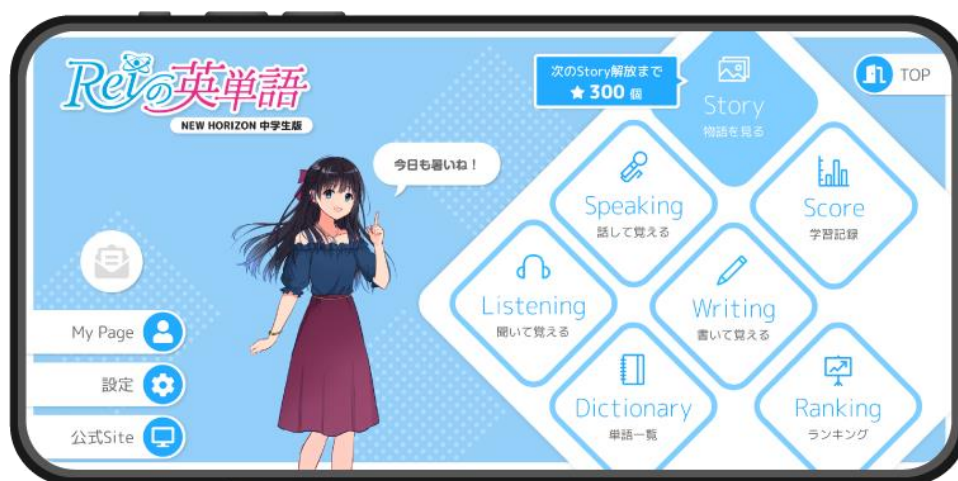 Reiの英単語
NEW HORIZON 中学生版
今日も暑いね！
My Page
設定
公式Site
次のStory解放まで
★ 300 個
Story
物語を見る
TOP
Speaking
話して覚える
Score
学習記録
Listening
聞いて覚える
Writing
書いて覚える
Dictionary
単語一覧
Ranking
ランキング